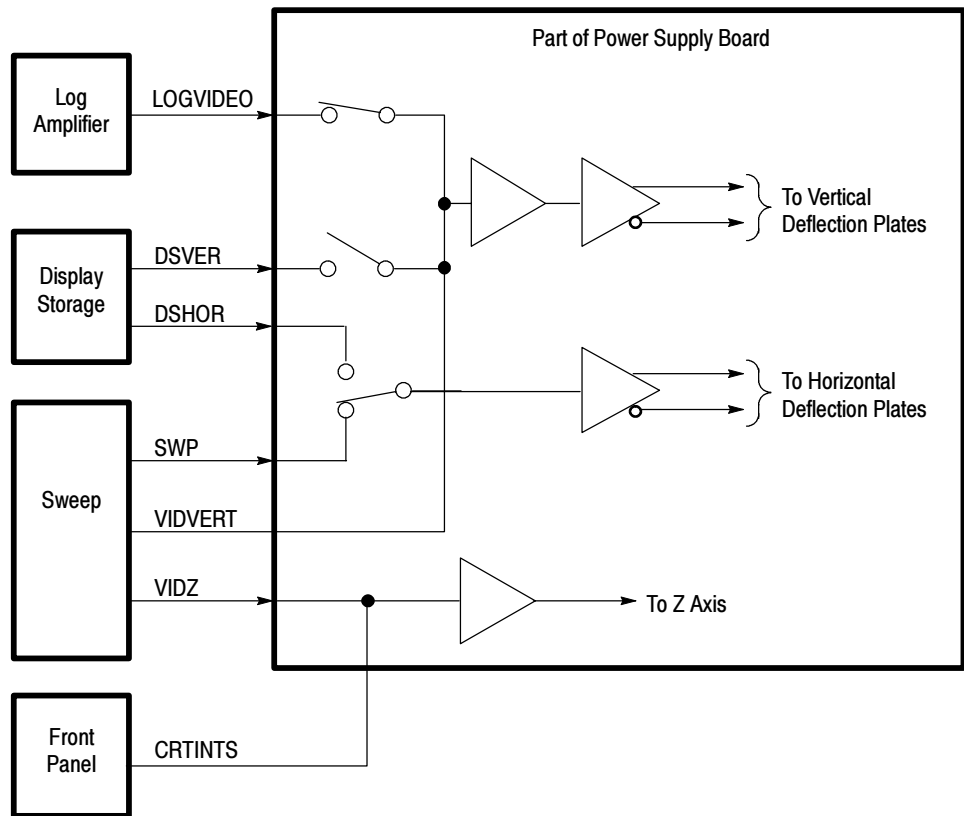 Part of Power Supply Board
Log
Amplifier
LOGVIDEO
To Vertical
Deflection Plates
Display
Storage
DSVER
DSHOR
To Horizontal
Deflection Plates
Sweep
SWP
VIDVERT
VIDZ
To Z Axis
Front
Panel
CRTINTS